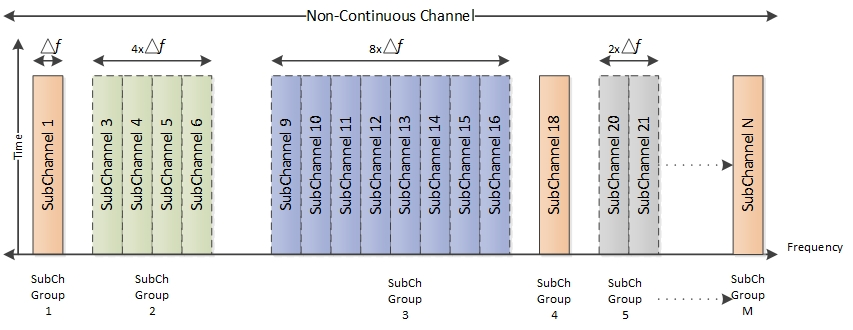 Non-Continuous Channel
△f
4x△f
8x△f
2x△f
Time
SubChannel 1
SubChannel 3
SubChannel 4
SubChannel 5
SubChannel 6
SubChannel 9
SubChannel 10
SubChannel 11
SubChannel 12
SubChannel 13
SubChannel 14
SubChannel 15
SubChannel 16
SubChannel 18
SubChannel 20
SubChannel 21
SubChannel N
Frequency
SubCh
Group
1
SubCh
Group
2
SubCh
Group
3
SubCh
Group
4
SubCh
Group
5
SubCh
Group
M